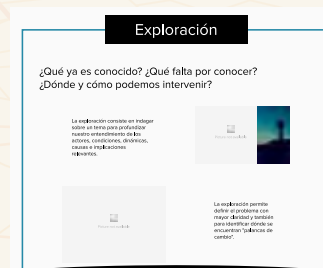 Exploración
¿Qué ya es conocido? ¿Qué falta por conocer?
¿Dónde y cómo podemos intervenir?
La exploración consiste en indagar
sobre un tema para profundizar
nuestro entendimiento de los
actores, condiciones, dinámicas,
causas e implicaciones
relevantes.
La exploración permite
definir el problema con
mayor claridad y también
para identificar dónde se
encuentran "palancas de
cambio".